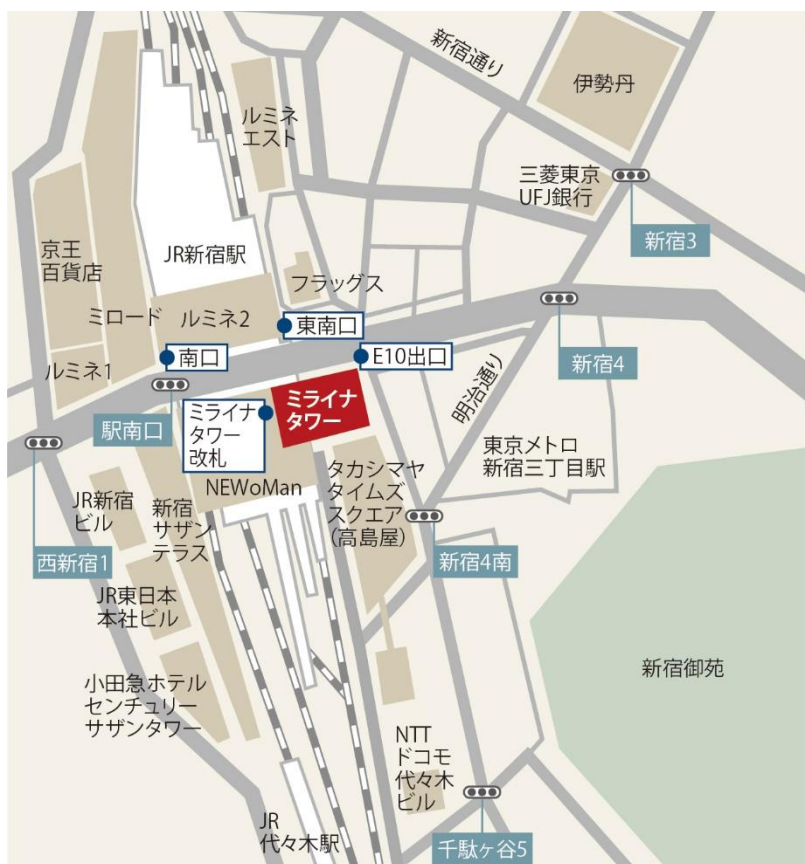 新宿通り
伊勢丹
ルミネ
エスト
三菱東京
UFJ銀行
新宿3
京王
百貨店
JR新宿駅
フラッグス
ミロード
ルミネ2
東南口
南口
E10出口
ルミネ1
新宿4
駅南口
ミライナ
タワー
改札
ミライナ
タワー
明治通り
東京メトロ
新宿三丁目駅
NEWoMan
タカシマヤ
タイムズ
スクエア
(高島屋)
JR新宿
ビル
新宿
サザン
テラス
西新宿1
新宿4南
JR東日本
本社ビル
新宿御苑
小田急ホテル
センチュリー
サザンタワー
NTT
ドコモ
代々木
ビル
JR
代々木駅
千駄ヶ谷5